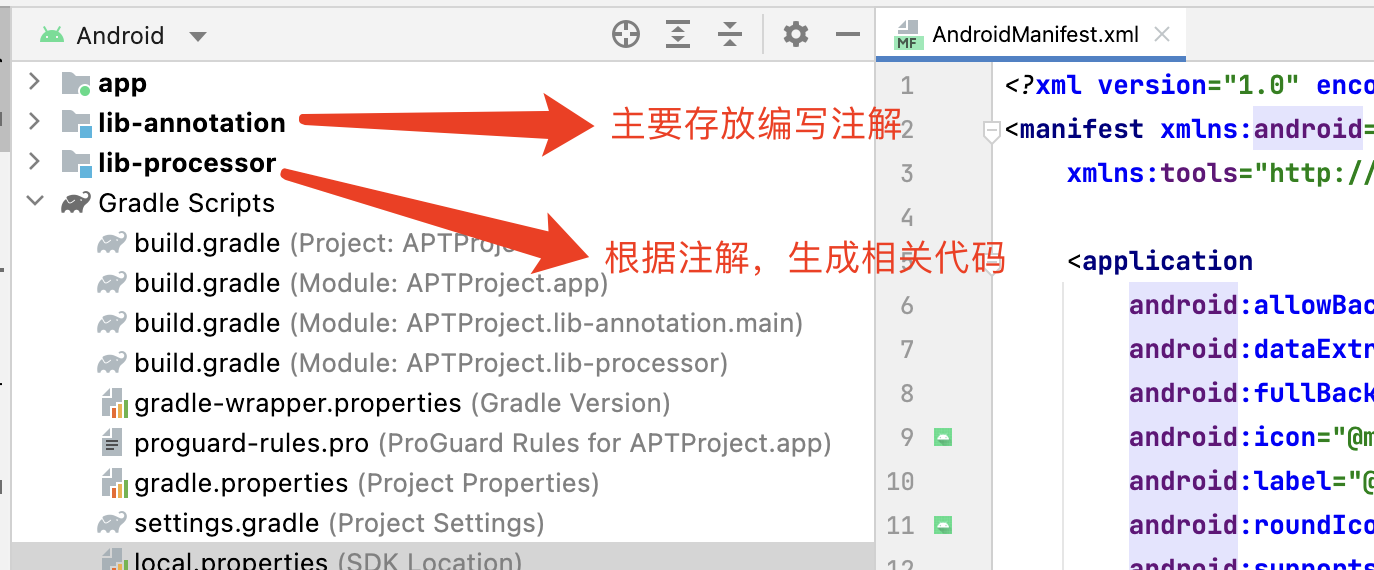 Android
AndroidManifest.xml
app
lib-annotation
主要存放编写注解
lib-processor
Gradle Scripts
build.gradle (Project: APTProje
根据注解，生成相关代码
build.gradle (Module: APTProject.app)
build.gradle (Module: APTProject.lib-annotation.main)
build.gradle (Module: APTProject.lib-processor)
gradle-wrapper.properties (Gradle Version)
proguard-rules.pro (ProGuard Rules for APTProject.app)
gradle.properties (Project Properties)
settings.gradle (Project Settings)
local.properties (SDK Location)
MF
1 <?xml version="1.0" enco
2 <manifest xmlns:android=
3 xmlns:tools="http://
4
5 <application
6 android:allowBac
7 android:dataExtr
8 android:fullBack
9 android:icon="@m
10 android:label="@
11 android:roundIco
12 android:supports